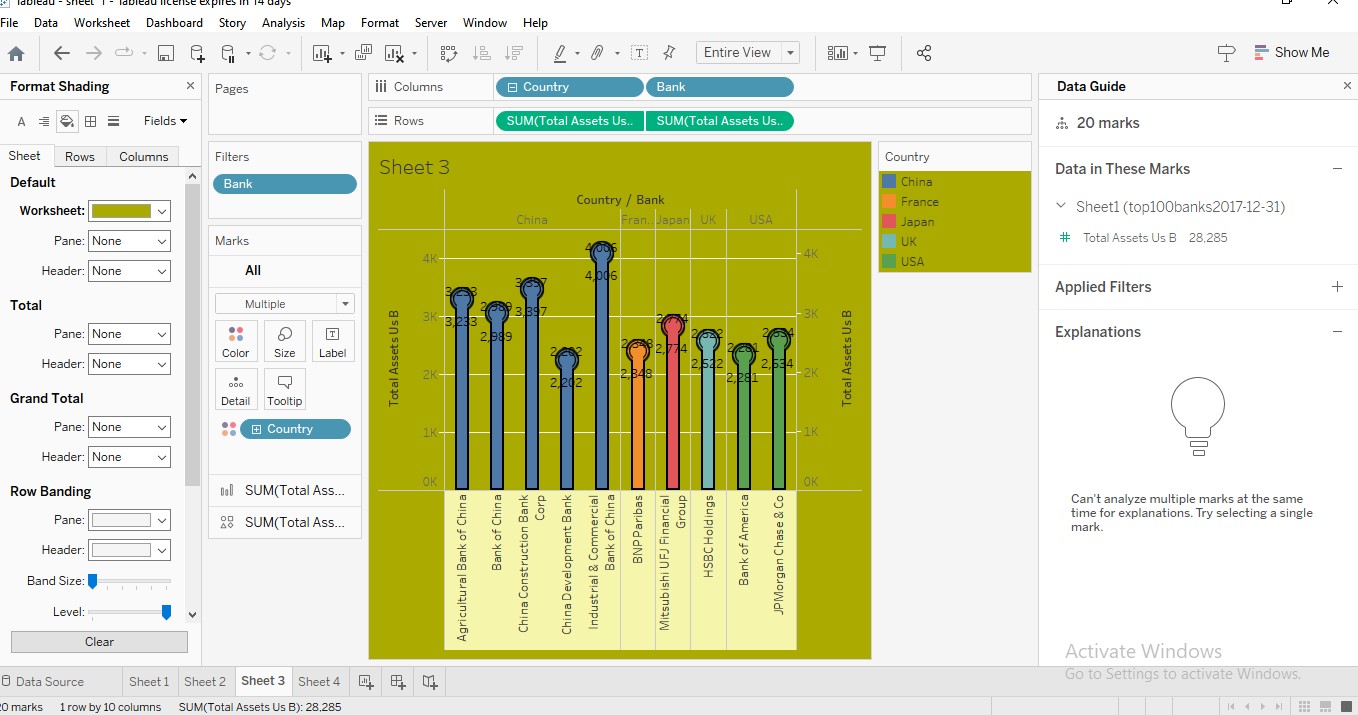 Tableau - sheet 1 - Tableau license expires in 14 days
File Data Worksheet Dashboard Story Analysis Map Format Server Window Help
Entire View
Show Me
Format Shading
Fields
Sheet Rows Columns
Default
Worksheet:
Pane: None
Header: None
Total
Pane: None
Header: None
Grand Total
Pane: None
Header: None
Row Banding
Pane:
Header:
Band Size:
Level:
Clear
Pages
Filters
Bank
Marks
All
Multiple
Color Size Label
Detail Tooltip
Country
SUM(Total Ass...
SUM(Total Ass...
Columns Country Bank
Rows SUM(Total Assets Us.. SUM(Total Assets Us..
Sheet 3
Country / Bank
China Fran.. Japan UK USA
Total Assets Us B
4K
3K
2K
1K
0K
3,233
3,233
2,989
2,989
3,397
3,397
2,202
2,202
4,006
4,006
2,348
2,348
2,774
2,774
2,522
2,522
2,281
2,281
2,534
2,534
4K
3K
2K
1K
0K
Total Assets Us B
Agricultural Bank of China
Bank of China
China Construction Bank
Corp
China Development Bank
Industrial & Commercial
Bank of China
BNP Paribas
Mitsubishi UFJ Financial
Group
HSBC Holdings
Bank of America
JPMorgan Chase & Co
Country
China
France
Japan
UK
USA
Data Guide
20 marks
Data in These Marks
Sheet1 (top100banks2017-12-31)
Total Assets Us B 28,285
Applied Filters
Explanations
Can't analyze multiple marks at the same
time for explanations. Try selecting a single
mark.
Activate Windows
Go to Settings to activate Windows.
Data Source Sheet 1 Sheet 2 Sheet 3 Sheet 4
20 marks 1 row by 10 columns SUM(Total Assets Us B): 28,285